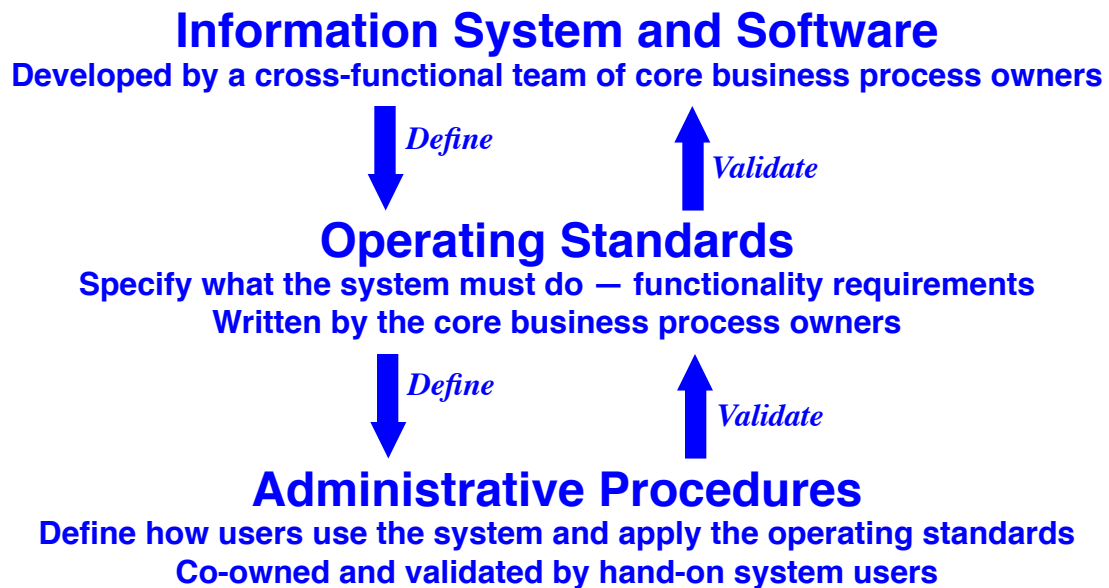 Information System and Software
Developed by a cross-functional team of core business process owners
Define
Validate
Operating Standards
Specify what the system must do — functionality requirements
Written by the core business process owners
Define
Validate
Administrative Procedures
Define how users use the system and apply the operating standards
Co-owned and validated by hand-on system users